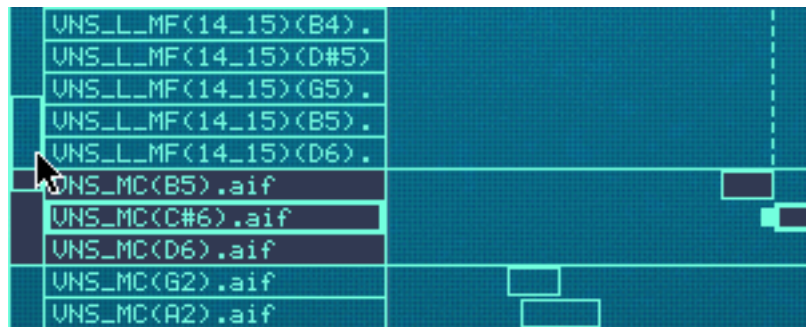 VNS_L_MF(14_15)(B4).
VNS_L_MF(14_15)(D#5)
VNS_L_MF(14_15)(G5).
VNS_L_MF(14_15)(B5).
VNS_L_MF(14_15)(D6).
VNS_MC(B5).aif
VNS_MC(C#6).aif
VNS_MC(D6).aif
VNS_MC(G2).aif
VNS_MC(A2).aif